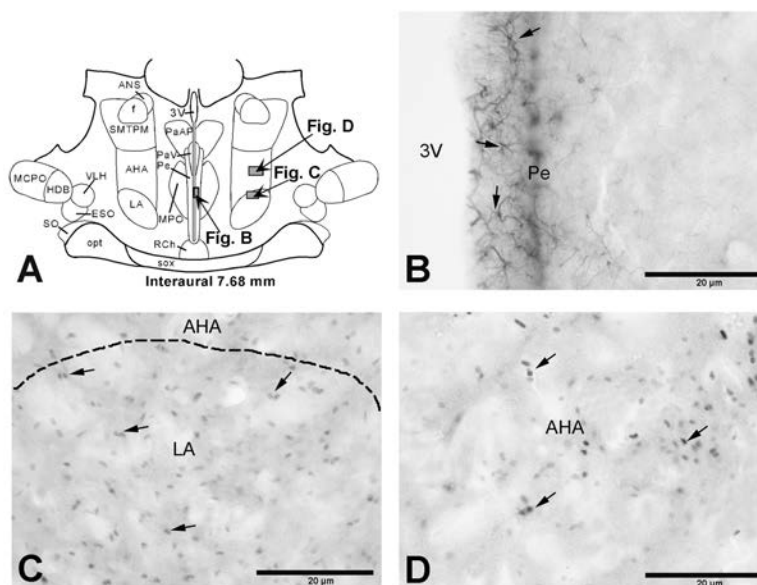 ANS
3V
f
SMTPM
PaAP
Fig. D
PaV
Pe
AHA
Fig. C
MCPO
HDB
VLH
LA
MPO
ESO
SO
Fig. B
opt
RCh
sox
A
Interaural 7.68 mm
3V
Pe
B
20 µm
AHA
LA
C
20 µm
AHA
D
20 µm